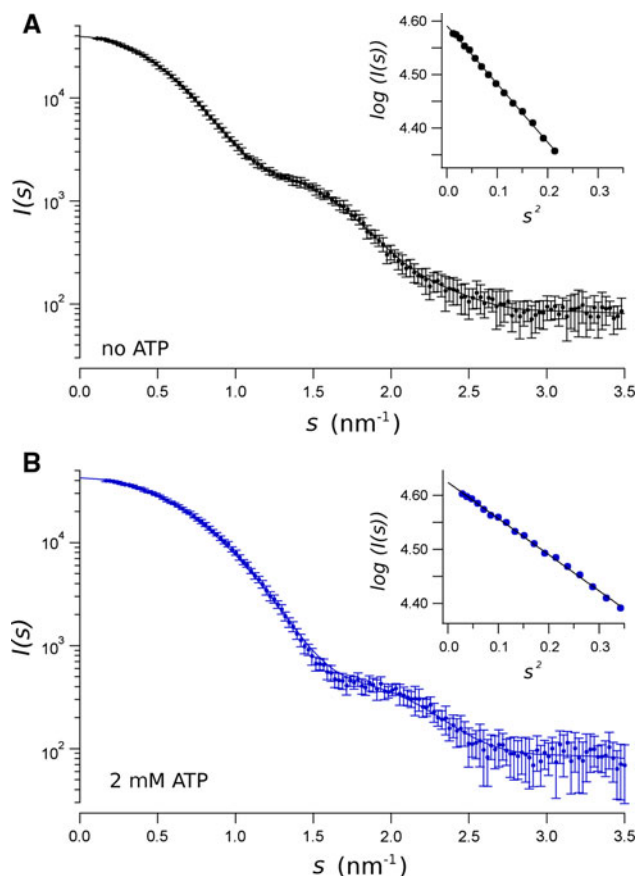 A
I(s)
10⁴
10³
10²
no ATP
0.0 0.5 1.0 1.5 2.0 2.5 3.0 3.5
s (nm⁻¹)
log (I(s))
4.60
4.50
4.40
0.0 0.1 0.2 0.3
s²
B
I(s)
10⁴
10³
10²
2 mM ATP
0.0 0.5 1.0 1.5 2.0 2.5 3.0 3.5
s (nm⁻¹)
log (I(s))
4.60
4.50
4.40
0.0 0.1 0.2 0.3
s²